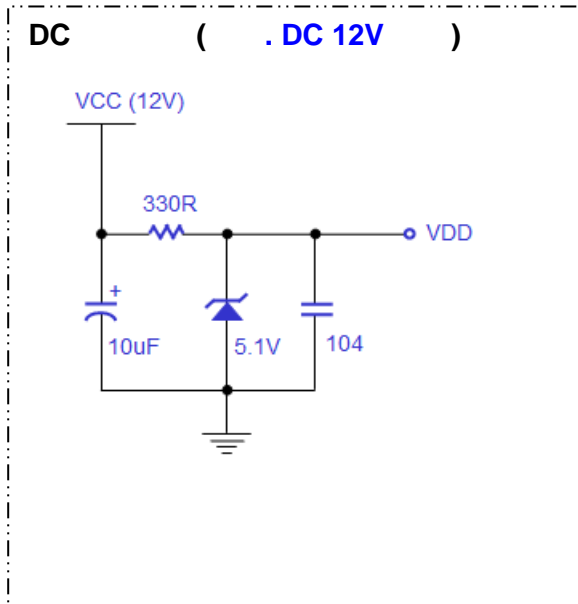 DC ( . DC 12V )
VCC (12V)
330R
VDD
+
10uF
5.1V
104